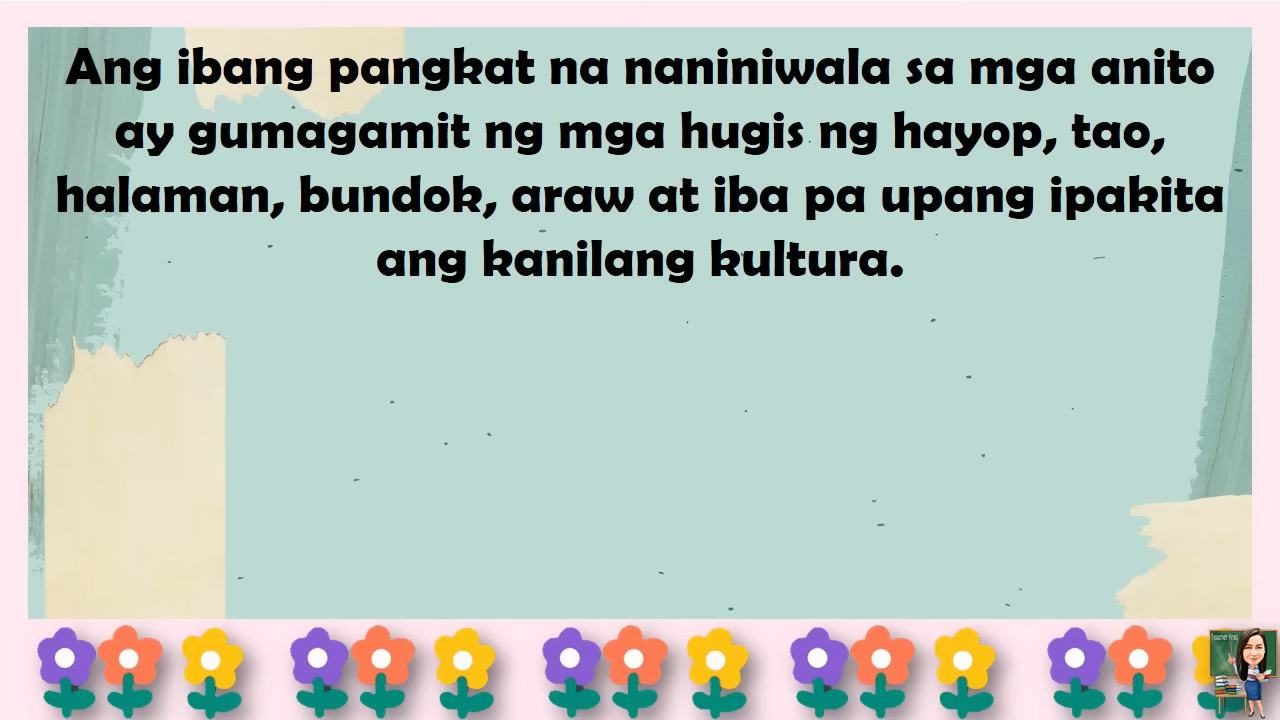 Ang ibang pangkat na naniniwala sa mga anito
ay gumagamit ng mga hugis ng hayop, tao,
halaman, bundok, araw at iba pa upang ipakita
ang kanilang kultura.